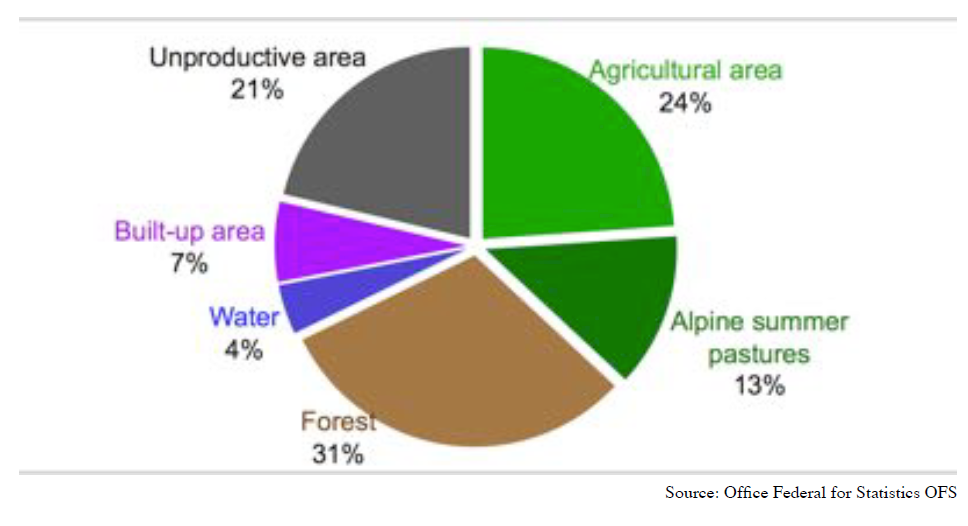 Unproductive area
21%
Agricultural area
24%
Built-up area
7%
Water
4%
Alpine summer
pastures
13%
Forest
31%
Source: Office Federal for Statistics OFS